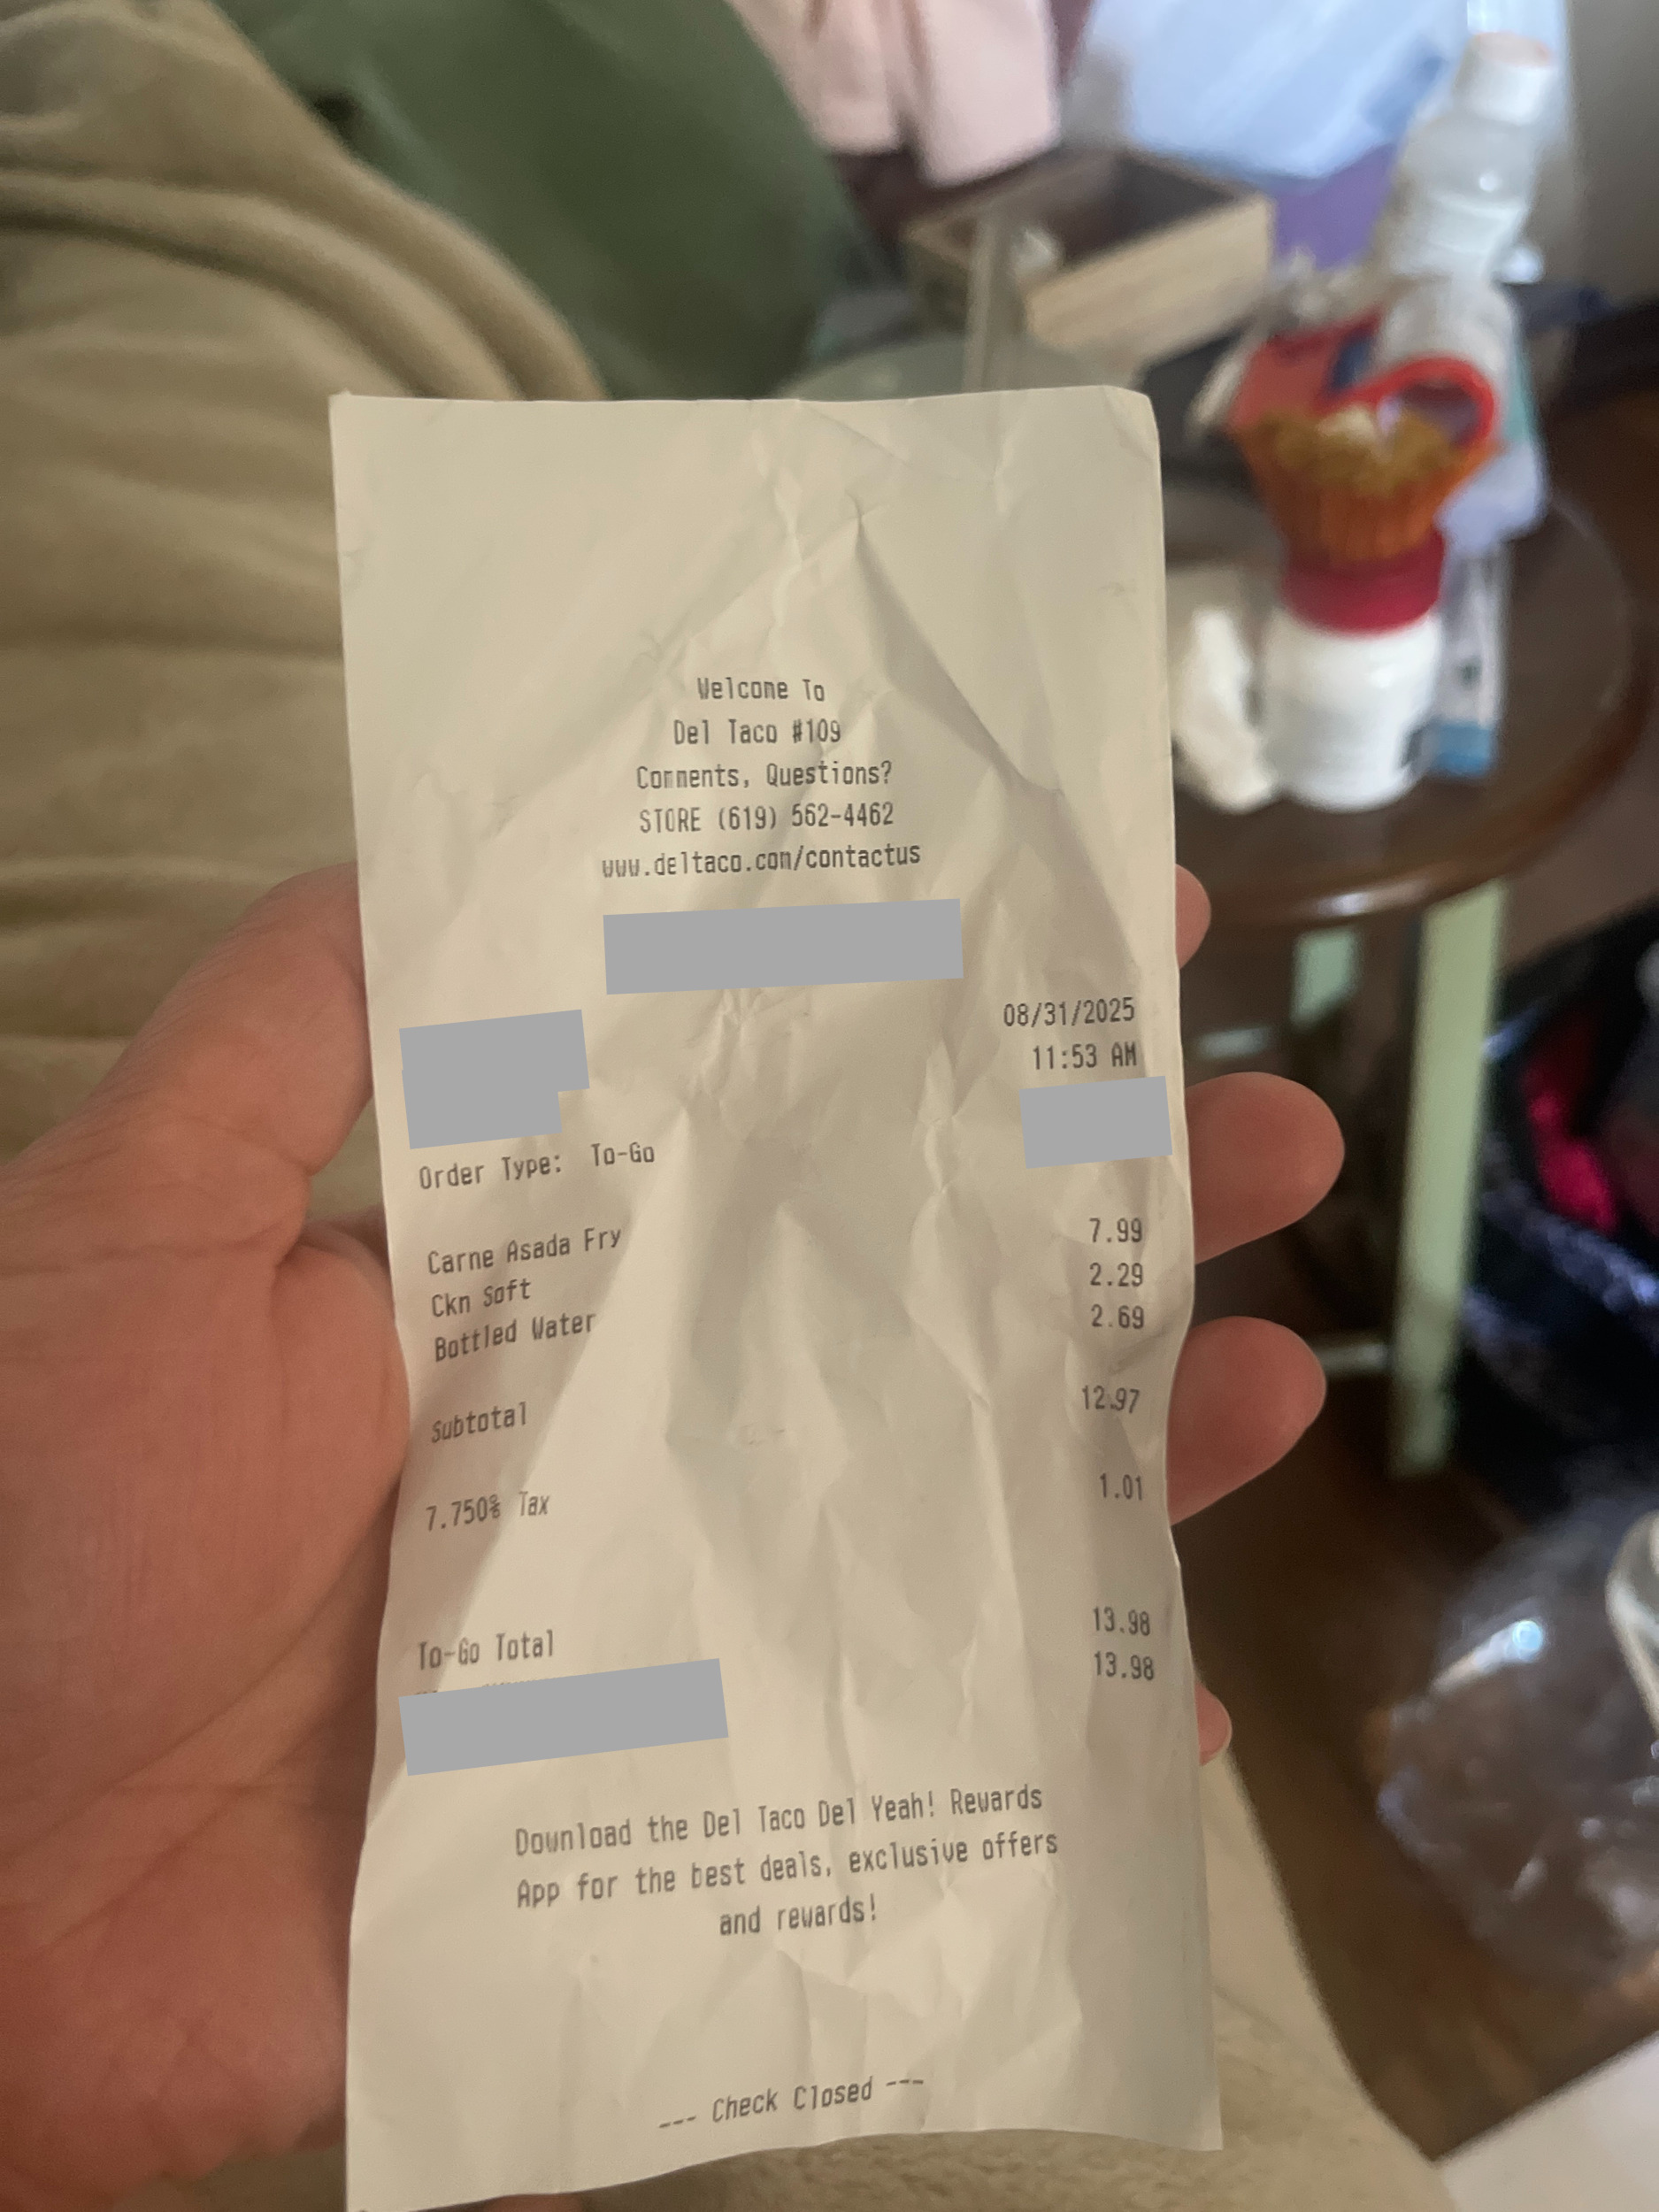 Welcome To
Del Taco #109
Comments, Questions?
STORE (619) 562-4462
www.deltaco.com/contactus
08/31/2025
11:53 AM
Order Type: To-Go
Carne Asada Fry 7.99
Ckn Soft 2.29
Bottled Water 2.69
Subtotal 12.97
7.750% Tax 1.01
To-Go Total 13.98
13.98
Download the Del Taco Del Yeah! Rewards
App for the best deals, exclusive offers
and rewards!
--- Check Closed ---